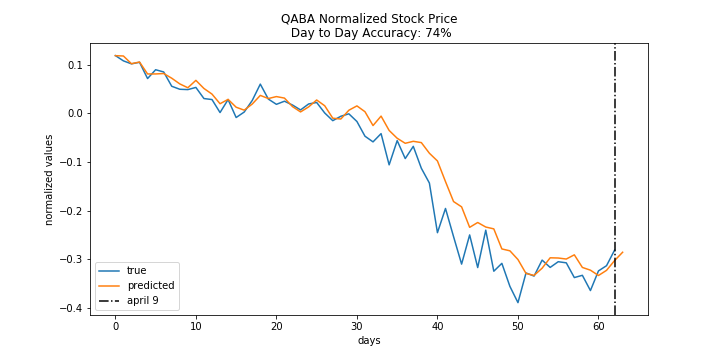 QABA Normalized Stock Price
Day to Day Accuracy: 74%
normalized values
0.1
0.0
−0.1
−0.2
−0.3
−0.4
true
predicted
april 9
0 10 20 30 40 50 60
days